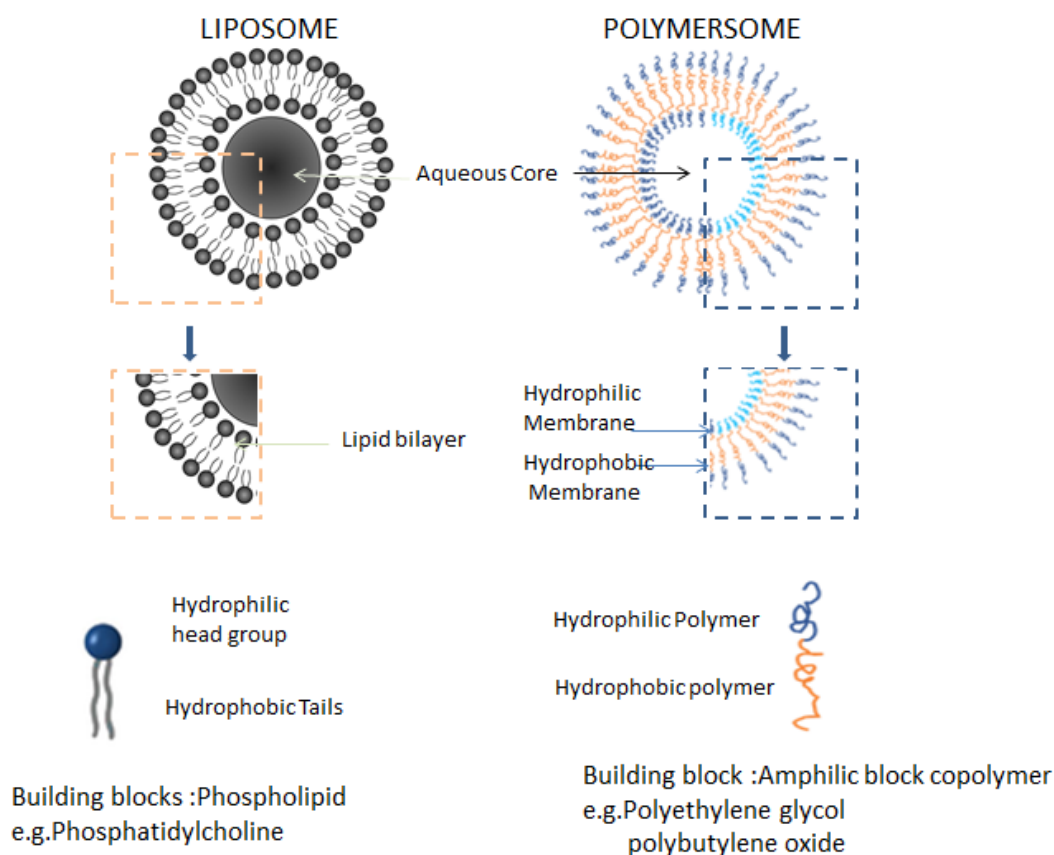 LIPOSOME
POLYMERSOME
Aqueous Core
Lipid bilayer
Hydrophilic
Membrane
Hydrophobic
Membrane
Hydrophilic
head group
Hydrophobic Tails
Hydrophilic Polymer
Hydrophobic polymer
Building blocks :Phospholipid
e.g.Phosphatidylcholine
Building block :Amphilic block copolymer
e.g.Polyethylene glycol
polybutylene oxide